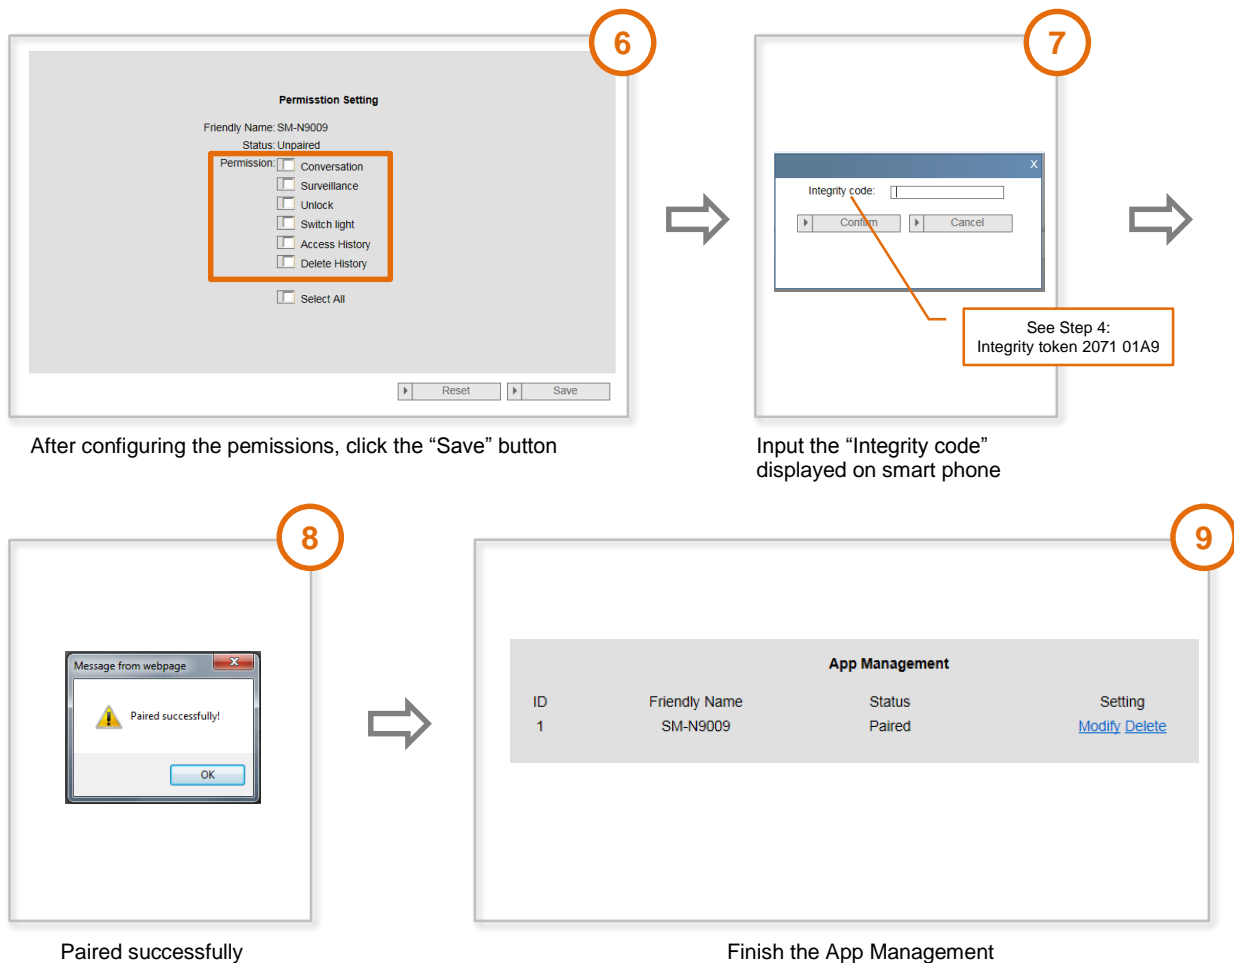 6
Permisstion Setting
Friendly Name: SM-N9009
Status: Unpaired
Permission: Conversation
Surveillance
Unlock
Switch light
Access History
Delete History
Select All
Reset Save
After configuring the pemissions, click the “Save” button
7
X
Integrity code:
Confirm Cancel
See Step 4:
Integrity token 2071 01A9
Input the “Integrity code”
displayed on smart phone
8
Message from webpage X
Paired successfully!
OK
Paired successfully
9
App Management
ID Friendly Name Status Setting
1 SM-N9009 Paired Modify Delete
Finish the App Management